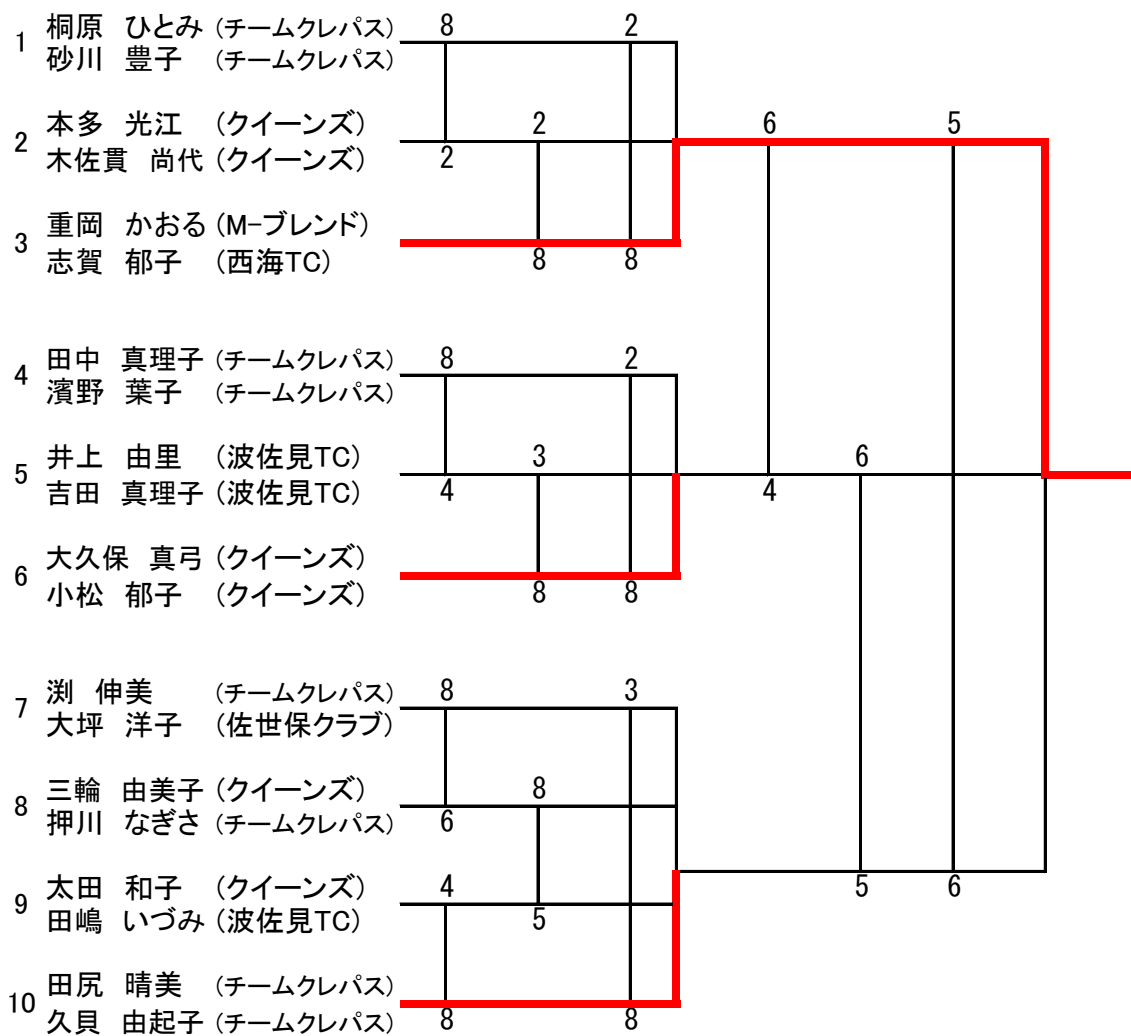 1 桐原 ひとみ (チームクレパス) 8 2
砂川 豊子 (チームクレパス)
本多 光江 (クイーンズ) 2 6 5
2 木佐貫 尚代 (クイーンズ) 2
重岡 かおる (M-ブレンド)
3 志賀 郁子 (西海TC) 8 8
4 田中 真理子 (チームクレパス) 8 2
濱野 葉子 (チームクレパス)
井上 由里 (波佐見TC) 3 6
5 吉田 真理子 (波佐見TC) 4 4
大久保 真弓 (クイーンズ)
6 小松 郁子 (クイーンズ) 8 8
7 渕 伸美 (チームクレパス) 8 3
大坪 洋子 (佐世保クラブ)
三輪 由美子 (クイーンズ) 8
8 押川 なぎさ (チームクレパス) 6
太田 和子 (クイーンズ) 4 5 6
9 田嶋 いづみ (波佐見TC) 5
田尻 晴美 (チームクレパス)
10 久貝 由起子 (チームクレパス) 8 8